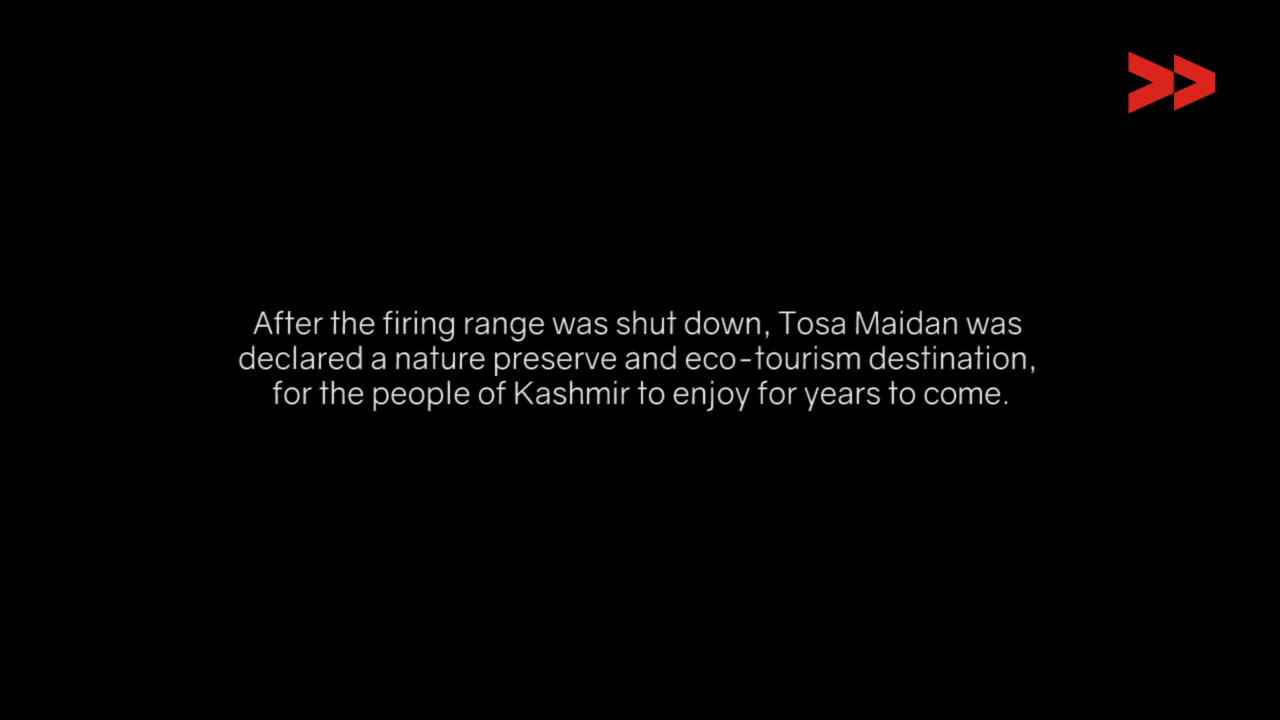 After the firing range was shut down, Tosa Maidan was
declared a nature preserve and eco-tourism destination,
for the people of Kashmir to enjoy for years to come.